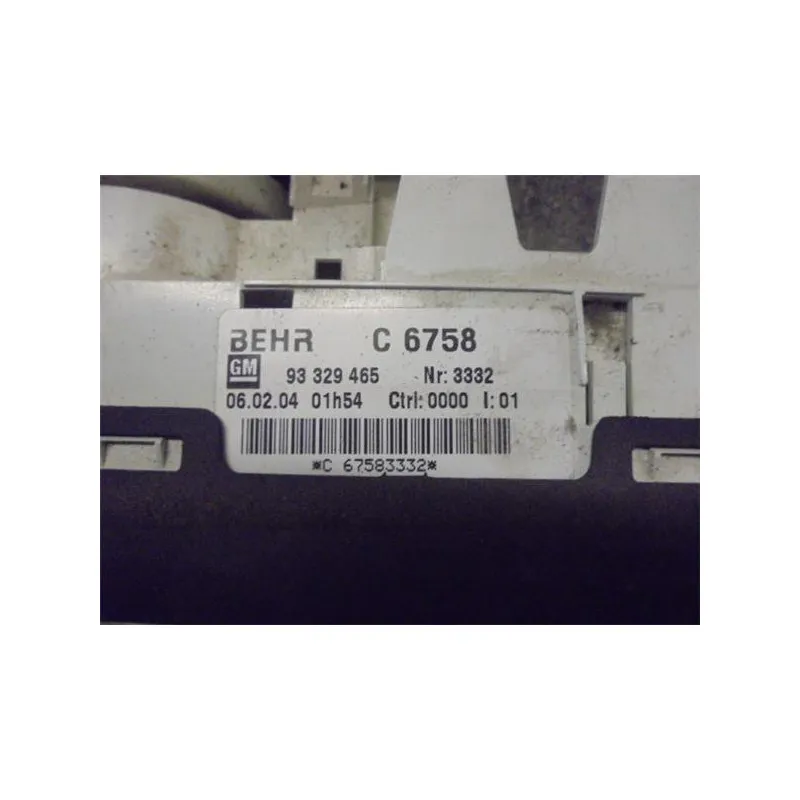 BEHR C 6758
GM 93 329 465 Nr: 3332
06.02.04 01h54 Ctrl: 0000 I: 01
*C 67583332*